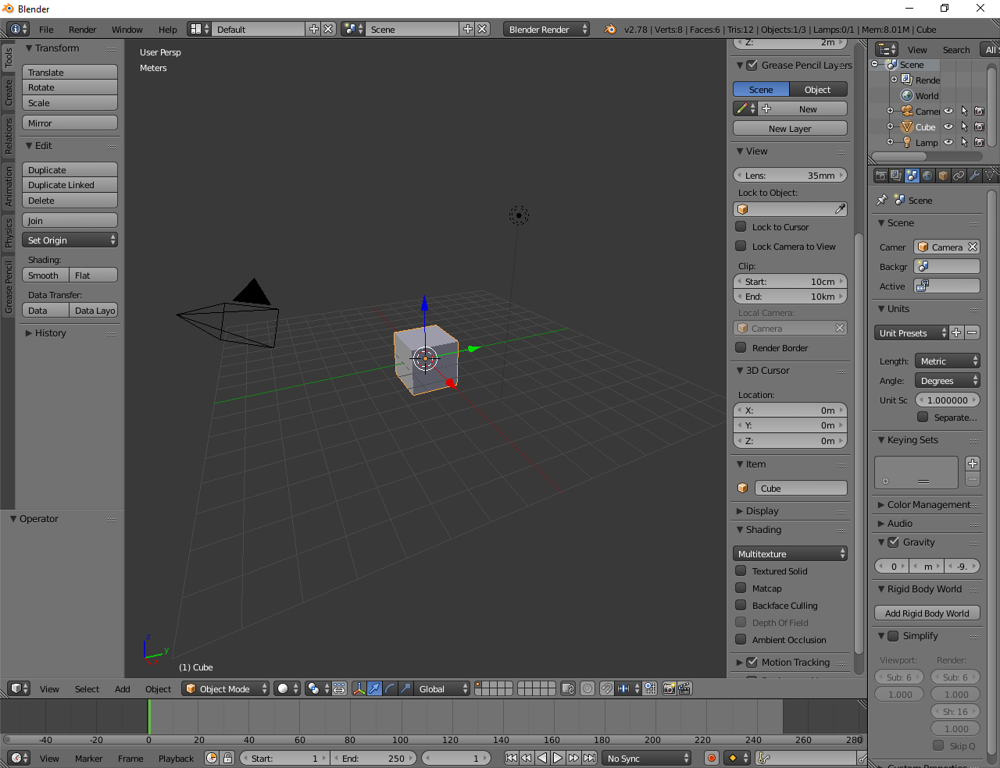 Blender
File Render Window Help Default Scene Blender Render v2.78 | Verts:8 | Faces:6 | Tris:12 | Objects:1/3 | Lamps:0/1 | Mem:8.01M | Cube
Tools
Create
Relations
Animation
Physics
Grease Pencil
Transform
Translate
Rotate
Scale
Mirror
Edit
Duplicate
Duplicate Linked
Delete
Join
Set Origin
Shading:
Smooth Flat
Data Transfer:
Data Data Layo
History
Operator
User Persp
Meters
z
y
x
(1) Cube
Z: 2m
Grease Pencil Layers
Scene Object
New
New Layer
View
Lens: 35mm
Lock to Object:
Lock to Cursor
Lock Camera to View
Clip:
Start: 10cm
End: 10km
Local Camera:
Camera
Render Border
3D Cursor
Location:
X: 0m
Y: 0m
Z: 0m
Item
Cube
Display
Shading
Multitexture
Textured Solid
Matcap
Backface Culling
Depth Of Field
Ambient Occlusion
Motion Tracking
View Search All
Scene
Rende
World
Camer
Cube
Lamp
Scene
Scene
Camer Camera
Backgr
Active
Units
Unit Presets
Length: Metric
Angle: Degrees
Unit Sc 1.000000
Separate...
Keying Sets
Color Management
Audio
Gravity
0 m -9.
Rigid Body World
Add Rigid Body World
Simplify
Viewport: Render:
Sub: 6 Sub: 6
1.000 1.000
Sh: 16
1.000
Skip Q
View Select Add Object Object Mode Global
-40 -20 0 20 40 60 80 100 120 140 160 180 200 220 240 260 280
View Marker Frame Playback Start: 1 End: 250 1 No Sync